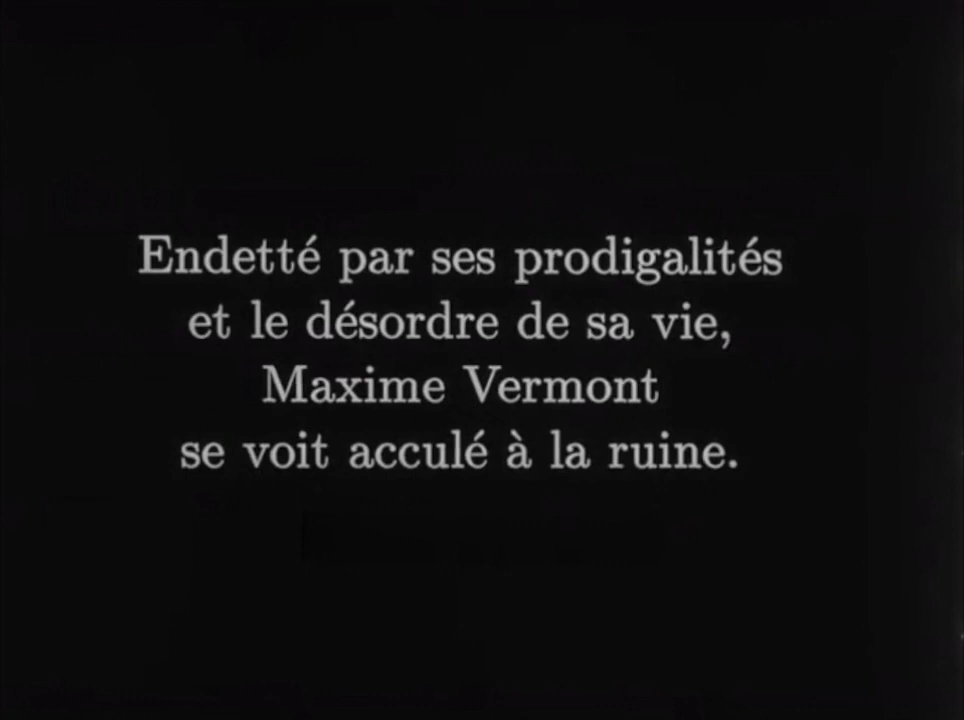 Endetté par ses prodigalités
et le désordre de sa vie,
Maxime Vermont
se voit acculé à la ruine.